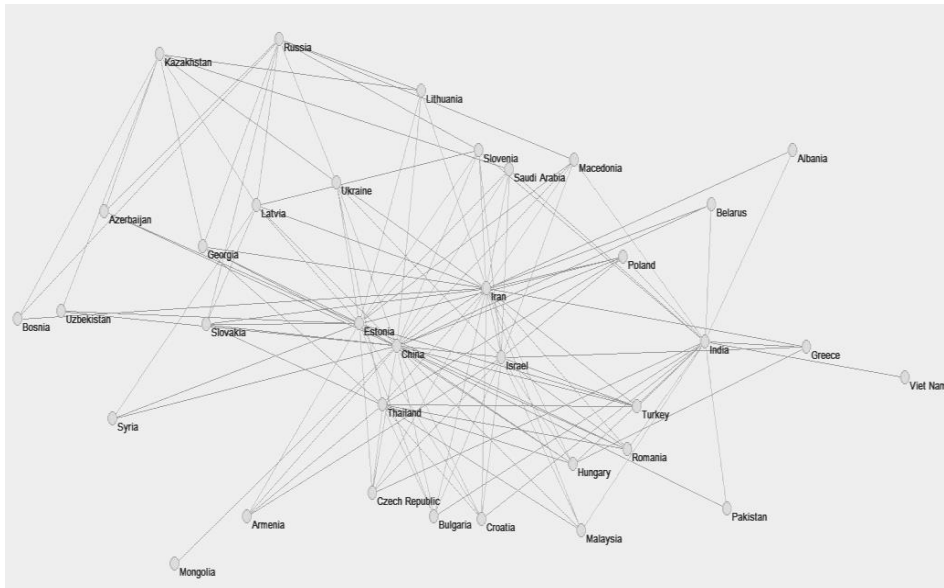 Russia
Kazakhstan
Lithuania
Slovenia
Albania
Macedonia
Saudi Arabia
Ukraine
Belarus
Latvia
Azerbaijan
Georgia
Poland
Iran
Bosnia
Uzbekistan
Slovakia
Estonia
China
India
Greece
Israel
Viet Nam
Thailand
Turkey
Syria
Romania
Hungary
Czech Republic
Pakistan
Armenia
Bulgaria
Croatia
Malaysia
Mongolia